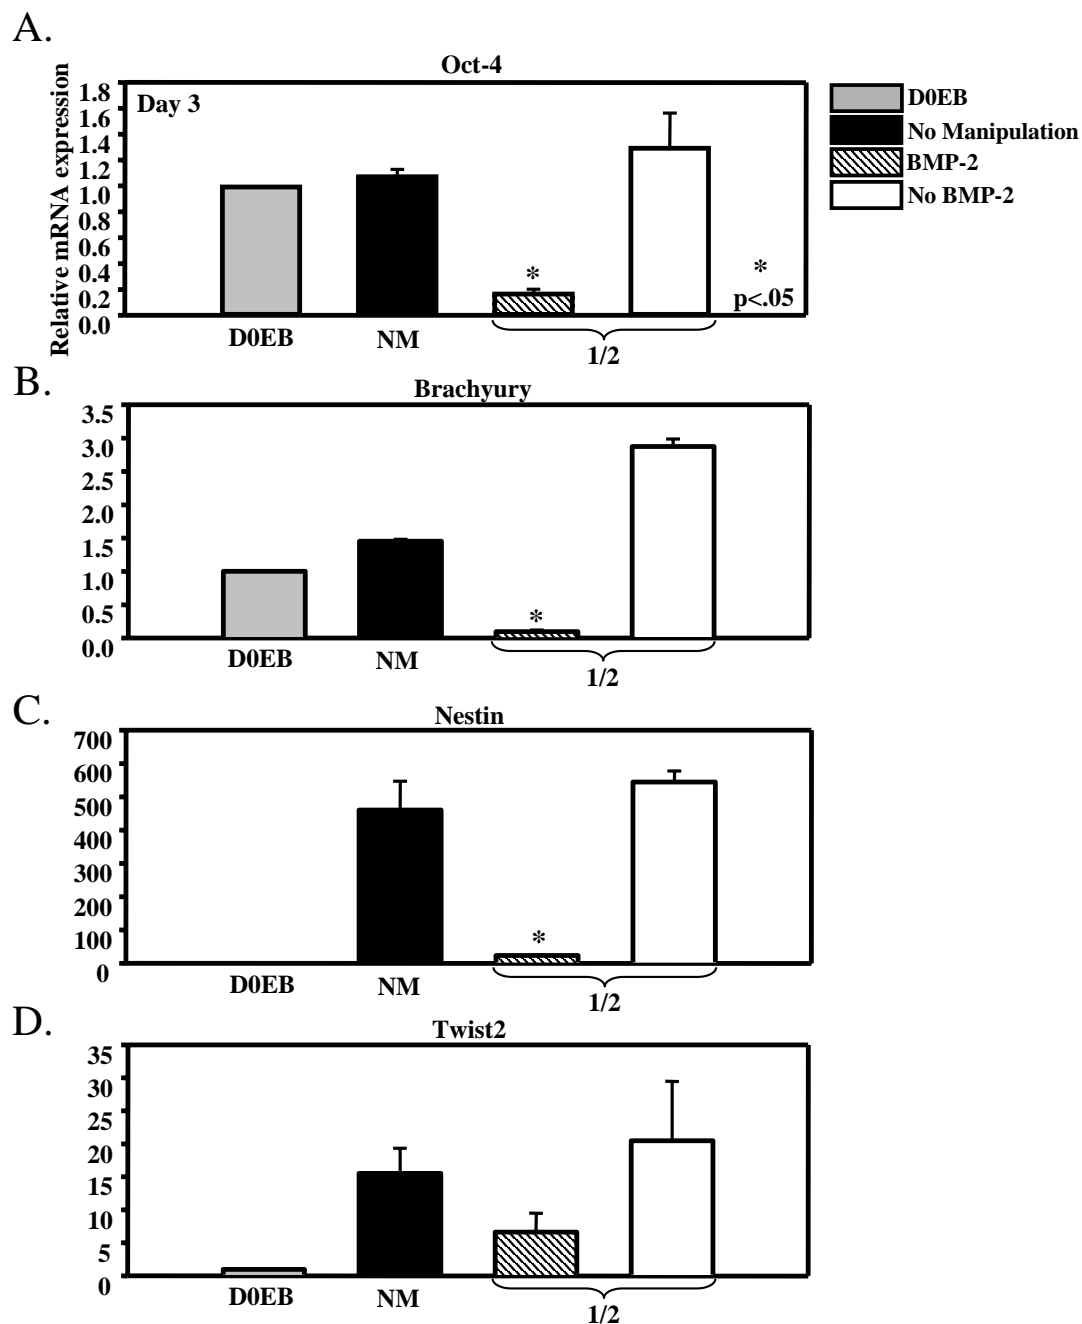 A.
Oct-4
Relative mRNA expression
1.8
1.6
1.4
1.2
1.0
0.8
0.6
0.4
0.2
0.0
Day 3
*
*
p<.05
D0EB
NM
1/2
D0EB
No Manipulation
BMP-2
No BMP-2
B.
Brachyury
3.5
3.0
2.5
2.0
1.5
1.0
0.5
0.0
*
D0EB
NM
1/2
C.
Nestin
700
600
500
400
300
200
100
0
*
D0EB
NM
1/2
D.
Twist2
35
30
25
20
15
10
5
0
D0EB
NM
1/2